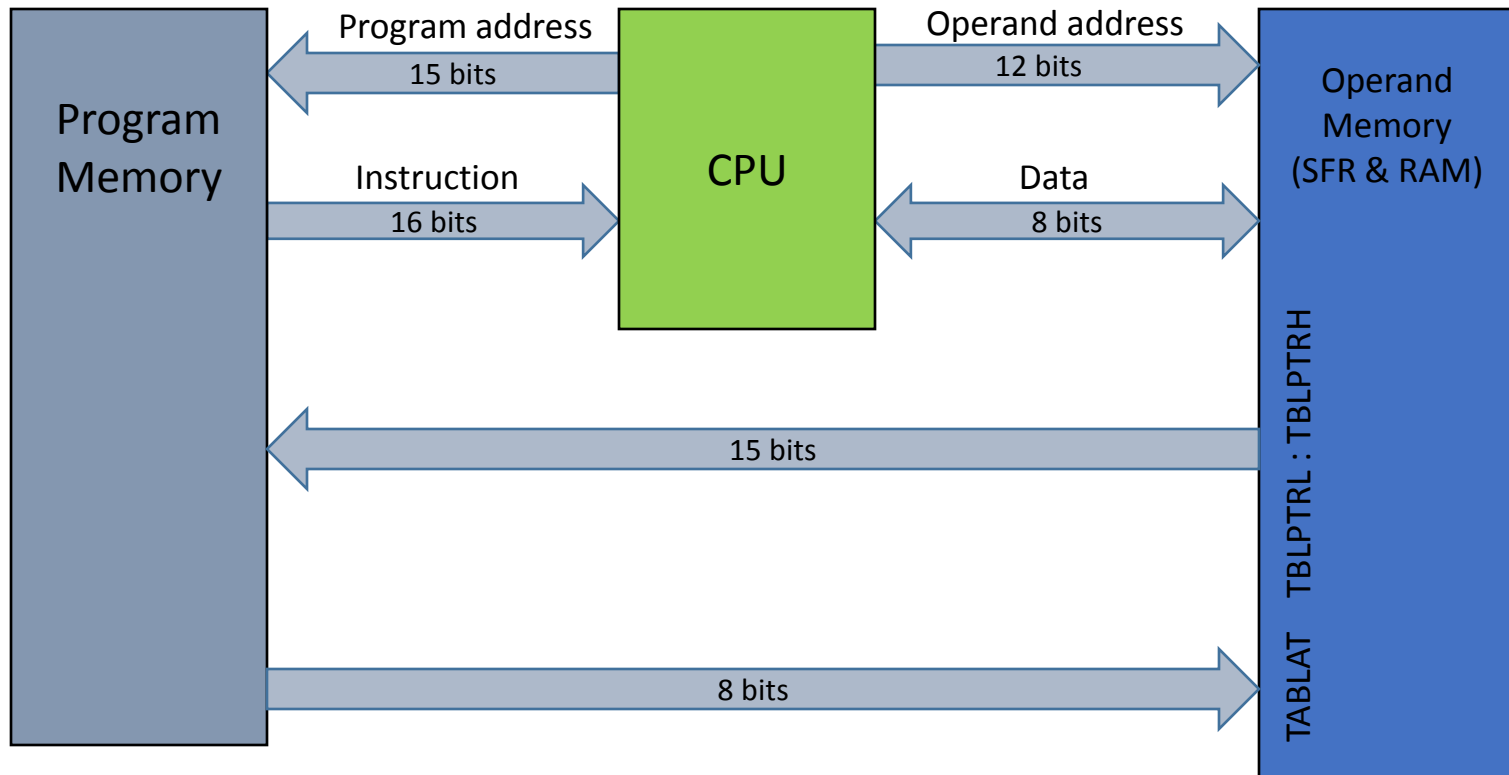 Program address
15 bits
Operand address
12 bits
Program
Memory
CPU
Operand
Memory
(SFR & RAM)
Instruction
16 bits
Data
8 bits
15 bits
8 bits
TABLAT TBLPTRL : TBLPTRH